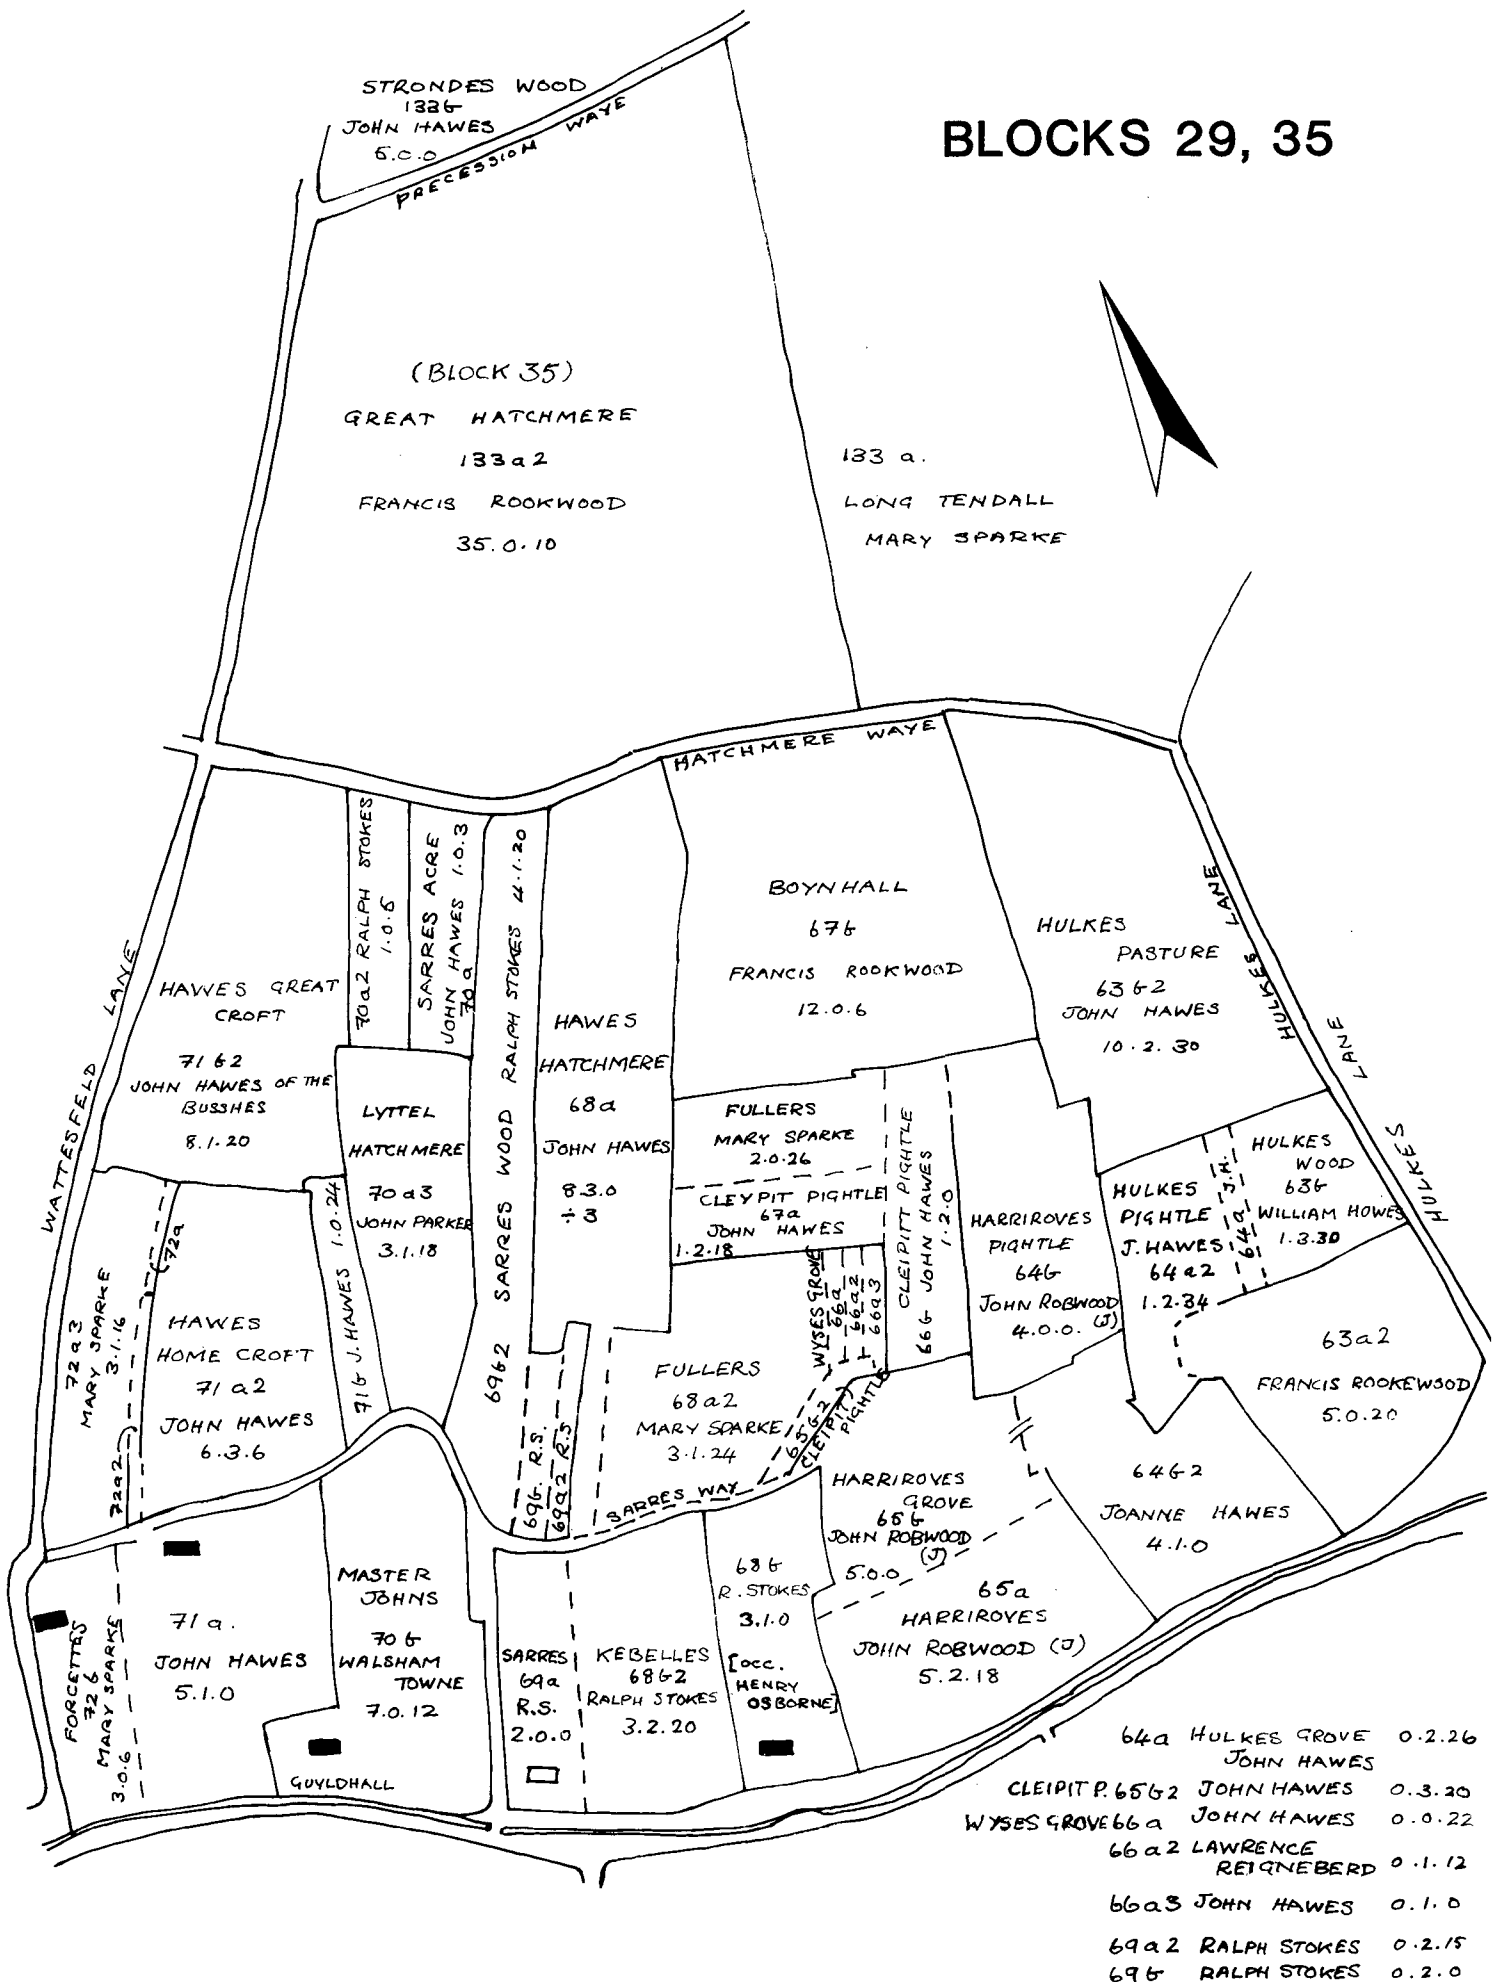 BLOCKS 29, 35
STRONDES WOOD
133b
JOHN HAWES
5.0.0
PRECESSION WAYE
(BLOCK 35)
GREAT HATCHMERE
133a2
FRANCIS ROOKWOOD
35.0.10
133 a.
LONG TENDALL
MARY SPARKE
HATCHMERE WAYE
WATTESFELD LANE
HAWES GREAT
CROFT
71 b2
JOHN HAWES OF THE
BUSSHES
8.1.20
70a2 RALPH STOKES
1.0.5
SARRES ACRE
JOHN HAWES 1.0.3
70a
69b2 SARRES WOOD RALPH STOKES 4.1.20
HAWES
HATCHMERE
68a
JOHN HAWES
8.3.0
÷ 3
BOYNHALL
67b
FRANCIS ROOKWOOD
12.0.6
HULKES
PASTURE
63b2
JOHN HAWES
10.2.30
HULKES LANE
HULKES LANE
LYTTEL
HATCHMERE
70a3
JOHN PARKER
3.1.18
FULLERS
MARY SPARKE
2.0.26
CLEYPIT PIGHTLE
67a
JOHN HAWES
1.2.18
CLEIPITT PIGHTLE
66b JOHN HAWES
1.2.0
HARRIROVES
PIGHTLE
64b
JOHN ROBWOOD
4.0.0. (J)
HULKES
PIGHTLE
J. HAWES
64a2
1.2.34
64a J.H.
HULKES
WOOD
63b
WILLIAM HOWES
1.3.30
63a2
FRANCIS ROOKEWOOD
5.0.20
72a3
MARY SPARKE
3.1.16
72a
72a2
HAWES
HOME CROFT
71 a2
JOHN HAWES
6.3.6
71b J. HAWES 1.0.24
69b. R.S.
69a2 R.S
FULLERS
68a2
MARY SPARKE
3.1.24
WYSES GROVE
66a
66a2
66a3
65b2
CLEIPIT
PIGHTLE
SARRES WAY
HARRIROVES
GROVE
65b
JOHN ROBWOOD
(J)
5.0.0
64b2
JOANNE HAWES
4.1.0
FORCETTES
72b
MARY SPARKE
3.0.6
71 a.
JOHN HAWES
5.1.0
MASTER
JOHNS
70b
WALSHAM
TOWNE
7.0.12
GUYLDHALL
SARRES
69a
R.S.
2.0.0
KEBELLES
68b2
RALPH STOKES
3.2.20
68b
R. STOKES
3.1.0
[OCC.
HENRY
OSBORNE]
65a
HARRIROVES
JOHN ROBWOOD (J)
5.2.18
64a HULKES GROVE 0.2.26
JOHN HAWES
CLEIPIT P. 65b2 JOHN HAWES 0.3.20
WYSES GROVE 66a JOHN HAWES 0.0.22
66a2 LAWRENCE
REIGNEBERD 0.1.12
66a3 JOHN HAWES 0.1.0
69a2 RALPH STOKES 0.2.15
69b RALPH STOKES 0.2.0